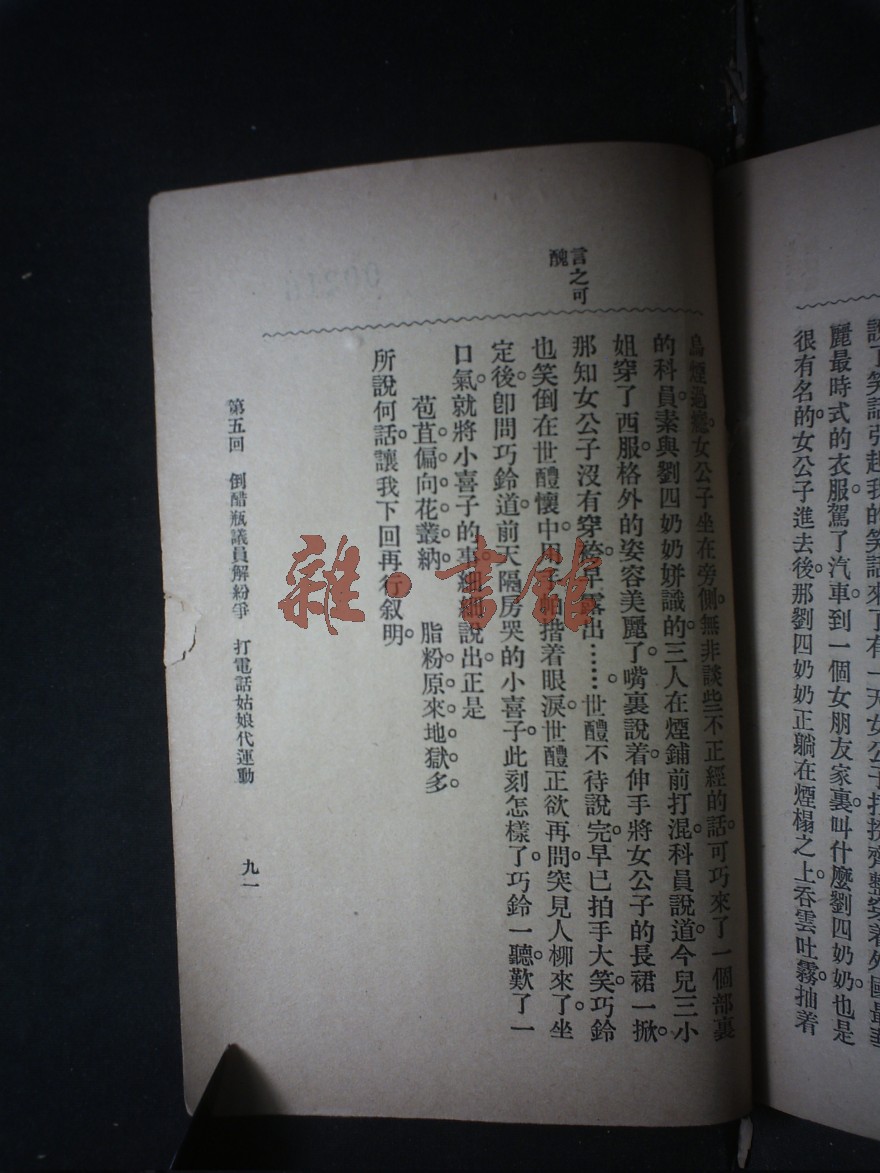 麗最時式的衣服駕了汽車到一個女朋友家裏叫什麼劉四奶奶也是
很有名的女公子進去後那劉四奶奶正躺在煙榻之上吞雲吐霧抽着
言之可
醜
烏煙過癮女公子坐在旁側無非談些不正經的話可巧來了一個部裏
的科員素與劉四奶奶姘識的三人在煙鋪前打混科員說道今兒三小
姐穿了西服格外的姿容美麗了嘴裏說着伸手將女公子的長裙一掀
那知女公子沒有穿袴早露出……世醴不待說完早已拍手大笑巧鈴
也笑倒在世醴懷中用手帕揩着眼淚世醴正欲再問突見人柳來了坐
定後卽問巧鈴道前天隔房哭的小喜子此刻怎樣了巧鈴一聽歎了一
口氣就將小喜子的事細細說出正是
苞苴偏向花叢納 脂粉原來地獄多
所說何話讓我下回再行叙明
第五回 倒醋瓶議員解紛爭 打電話姑娘代運動 九一
雜·書館